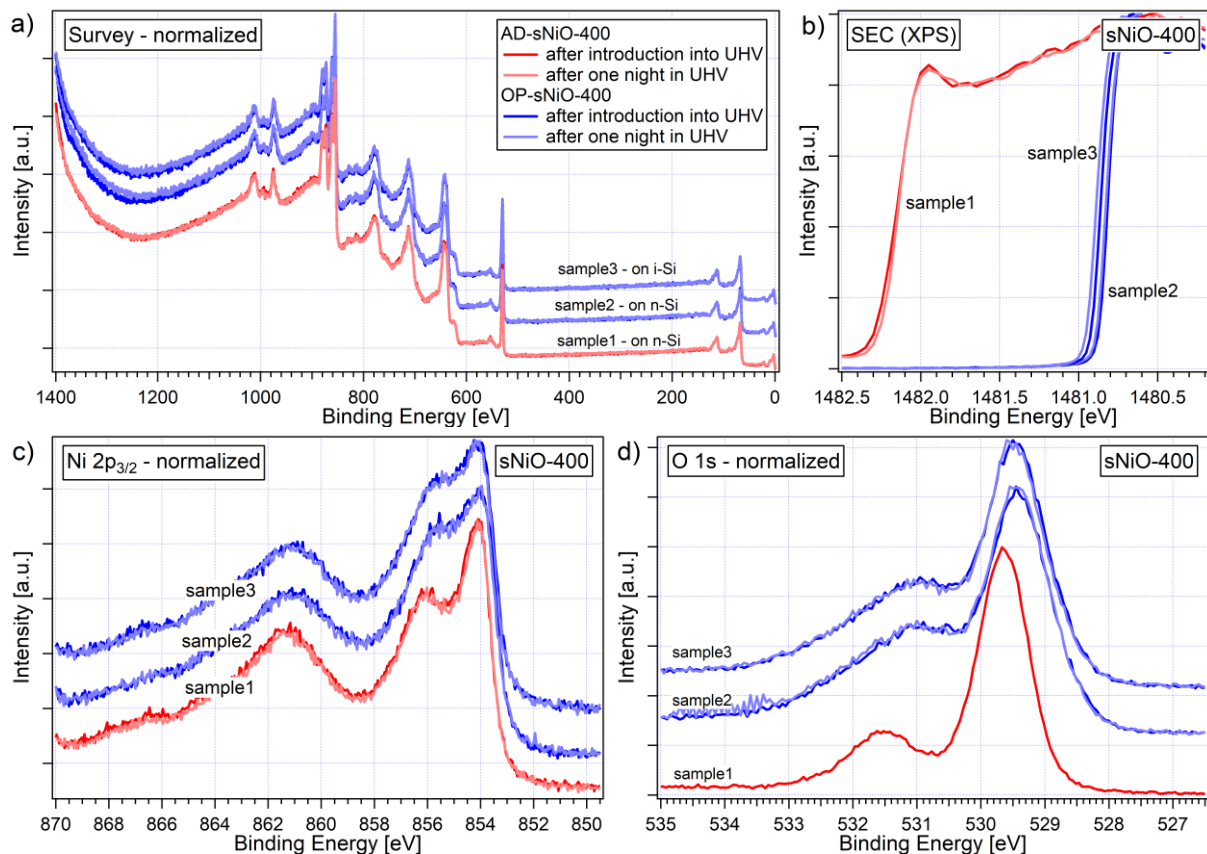 a)
Survey - normalized
AD-sNiO-400
after introduction into UHV
after one night in UHV
OP-sNiO-400
after introduction into UHV
after one night in UHV
sample3 - on i-Si
sample2 - on n-Si
sample1 - on n-Si
Intensity [a.u.]
1400 1200 1000 800 600 400 200 0
Binding Energy [eV]
b)
SEC (XPS)
sNiO-400
sample3
sample1
sample2
Intensity [a.u.]
1482.5 1482.0 1481.5 1481.0 1480.5
Binding Energy [eV]
c)
Ni 2p3/2 - normalized
sNiO-400
sample3
sample2
sample1
Intensity [a.u.]
870 868 866 864 862 860 858 856 854 852 850
Binding Energy [eV]
d)
O 1s - normalized
sNiO-400
sample3
sample2
sample1
Intensity [a.u.]
535 534 533 532 531 530 529 528 527
Binding Energy [eV]